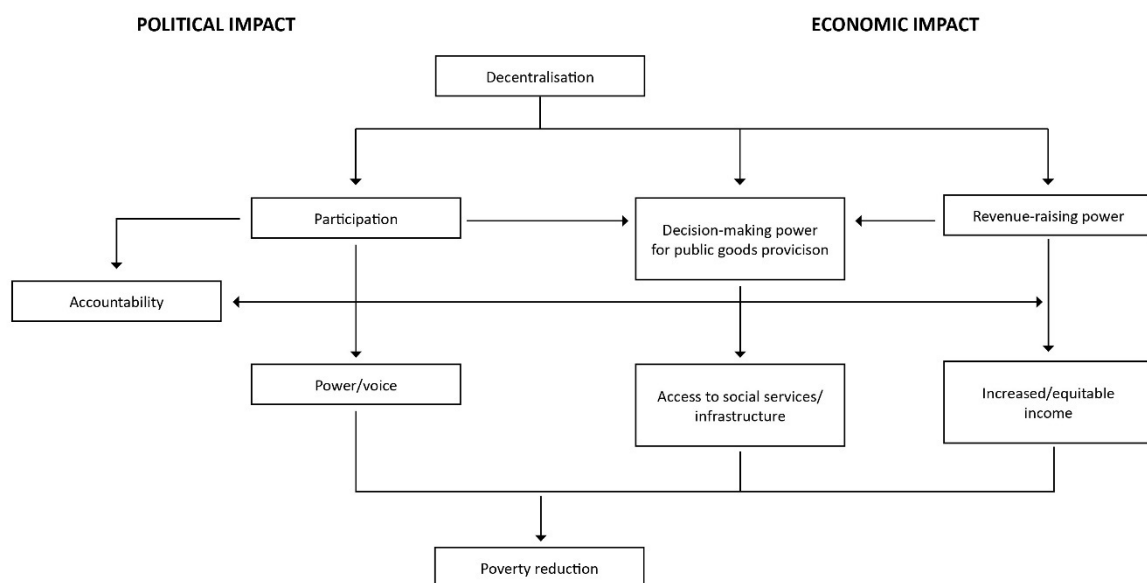 POLITICAL IMPACT
ECONOMIC IMPACT
Decentralisation
Participation
Decision-making power
for public goods provicison
Revenue-raising power
Accountability
Power/voice
Access to social services/
infrastructure
Increased/equitable
income
Poverty reduction